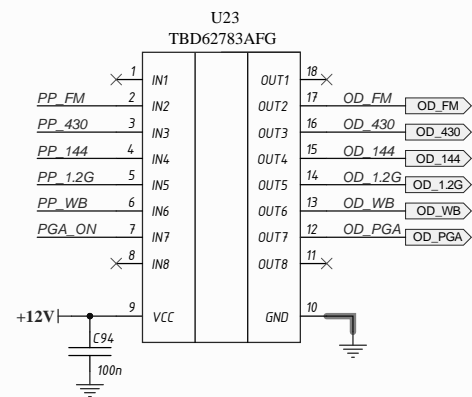 U23
TBD62783AFG
1 IN1 OUT1 18
PP_FM 2 IN2 OUT2 17 OD_FM OD_FM
PP_430 3 IN3 OUT3 16 OD_430 OD_430
PP_144 4 IN4 OUT4 15 OD_144 OD_144
PP_1.2G 5 IN5 OUT5 14 OD_1.2G OD_1.2G
PP_WB 6 IN6 OUT6 13 OD_WB OD_WB
PGA_ON 7 IN7 OUT7 12 OD_PGA OD_PGA
8 IN8 OUT8 11
+12V 9 VCC GND 10
C94
100n